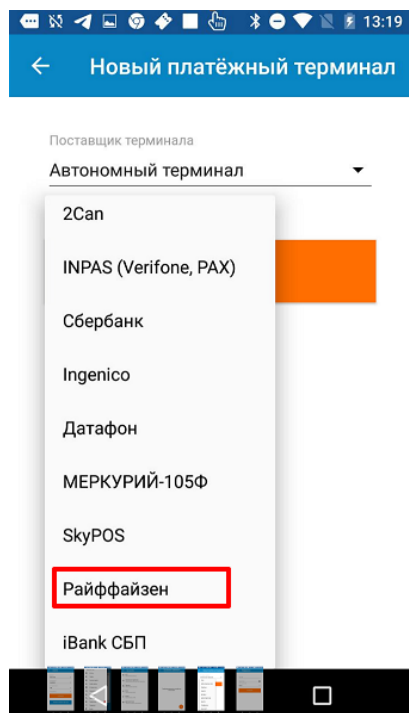 13:19
Новый платёжный терминал
Поставщик терминала
Автономный терминал
2Can
INPAS (Verifone, PAX)
Сбербанк
Ingenico
Датафон
МЕРКУРИЙ-105Ф
SkyPOS
Райффайзен
iBank СБП